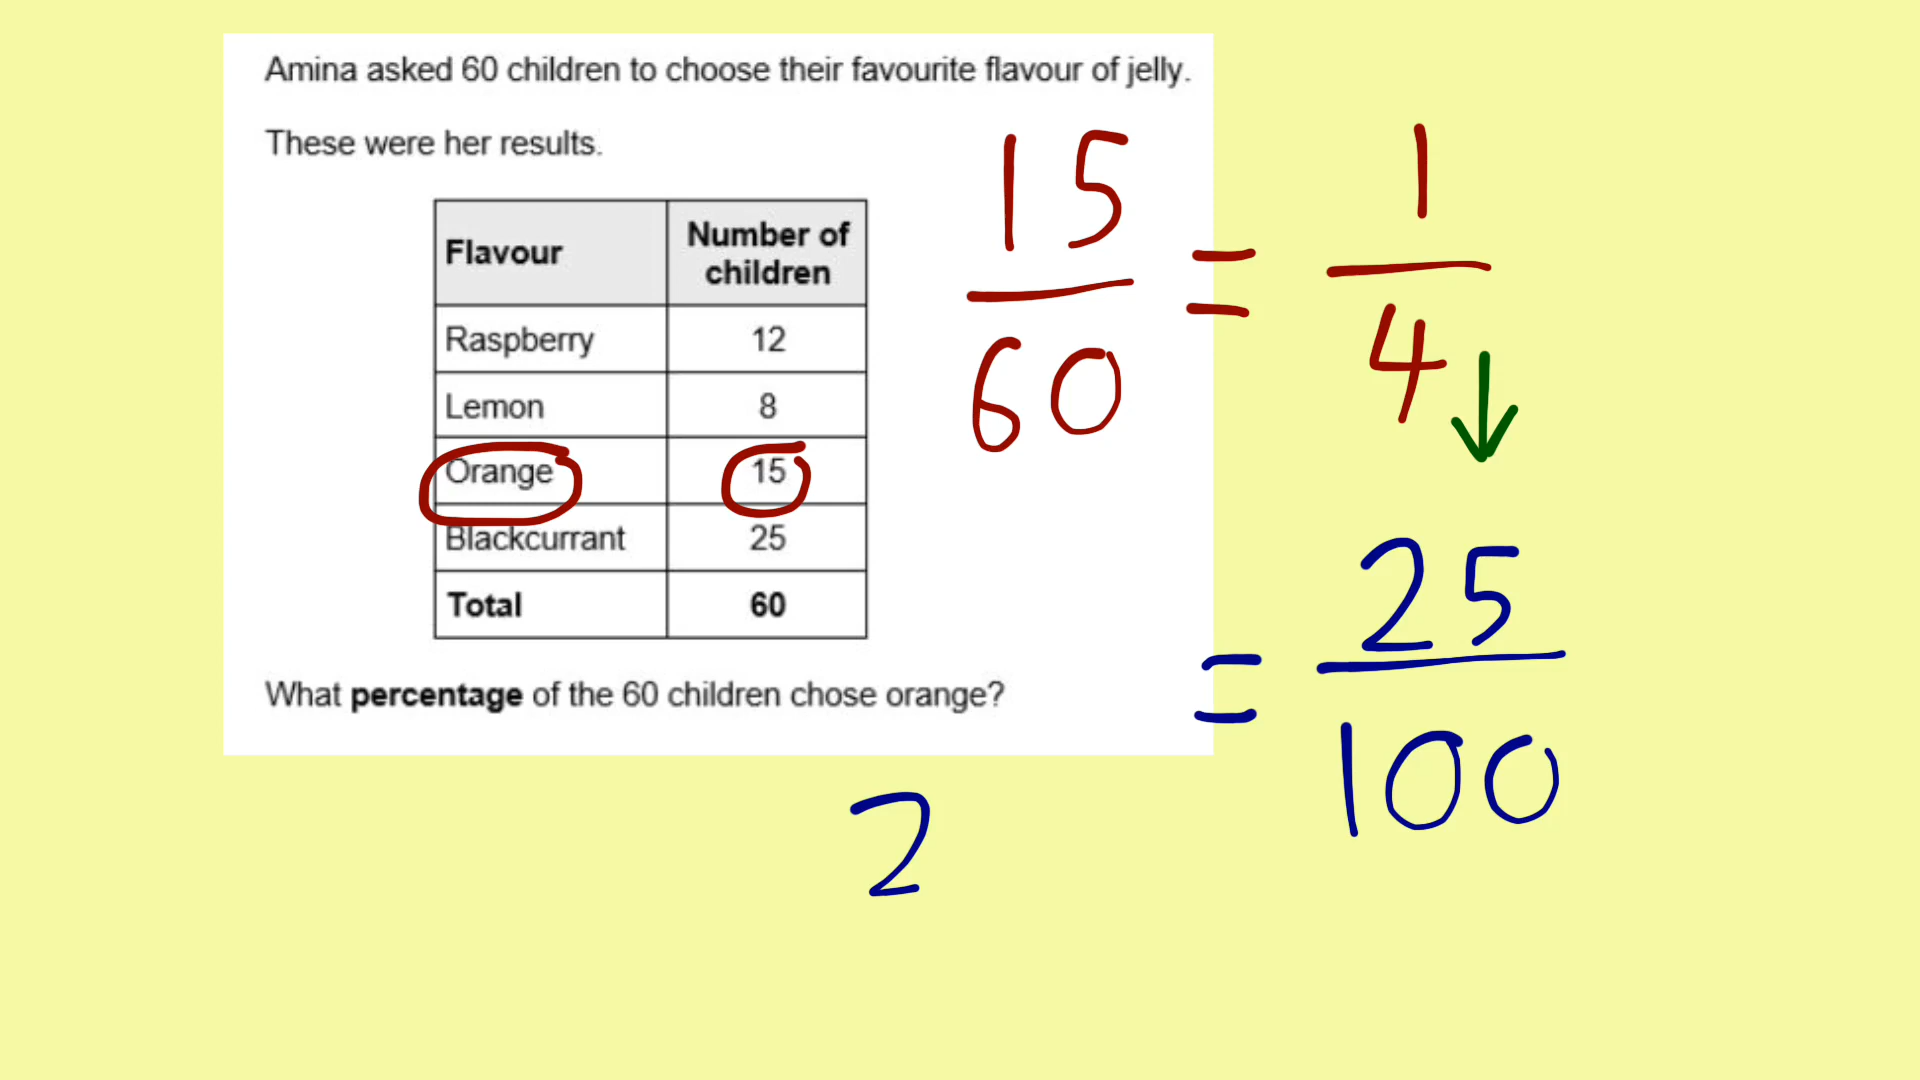 Amina asked 60 children to choose their favourite flavour of jelly.
These were her results.
Flavour Number of children
Raspberry 12
Lemon 8
Orange 15
Blackcurrant 25
Total 60
What percentage of the 60 children chose orange?
15/60 = 1/4
= 25/100
2